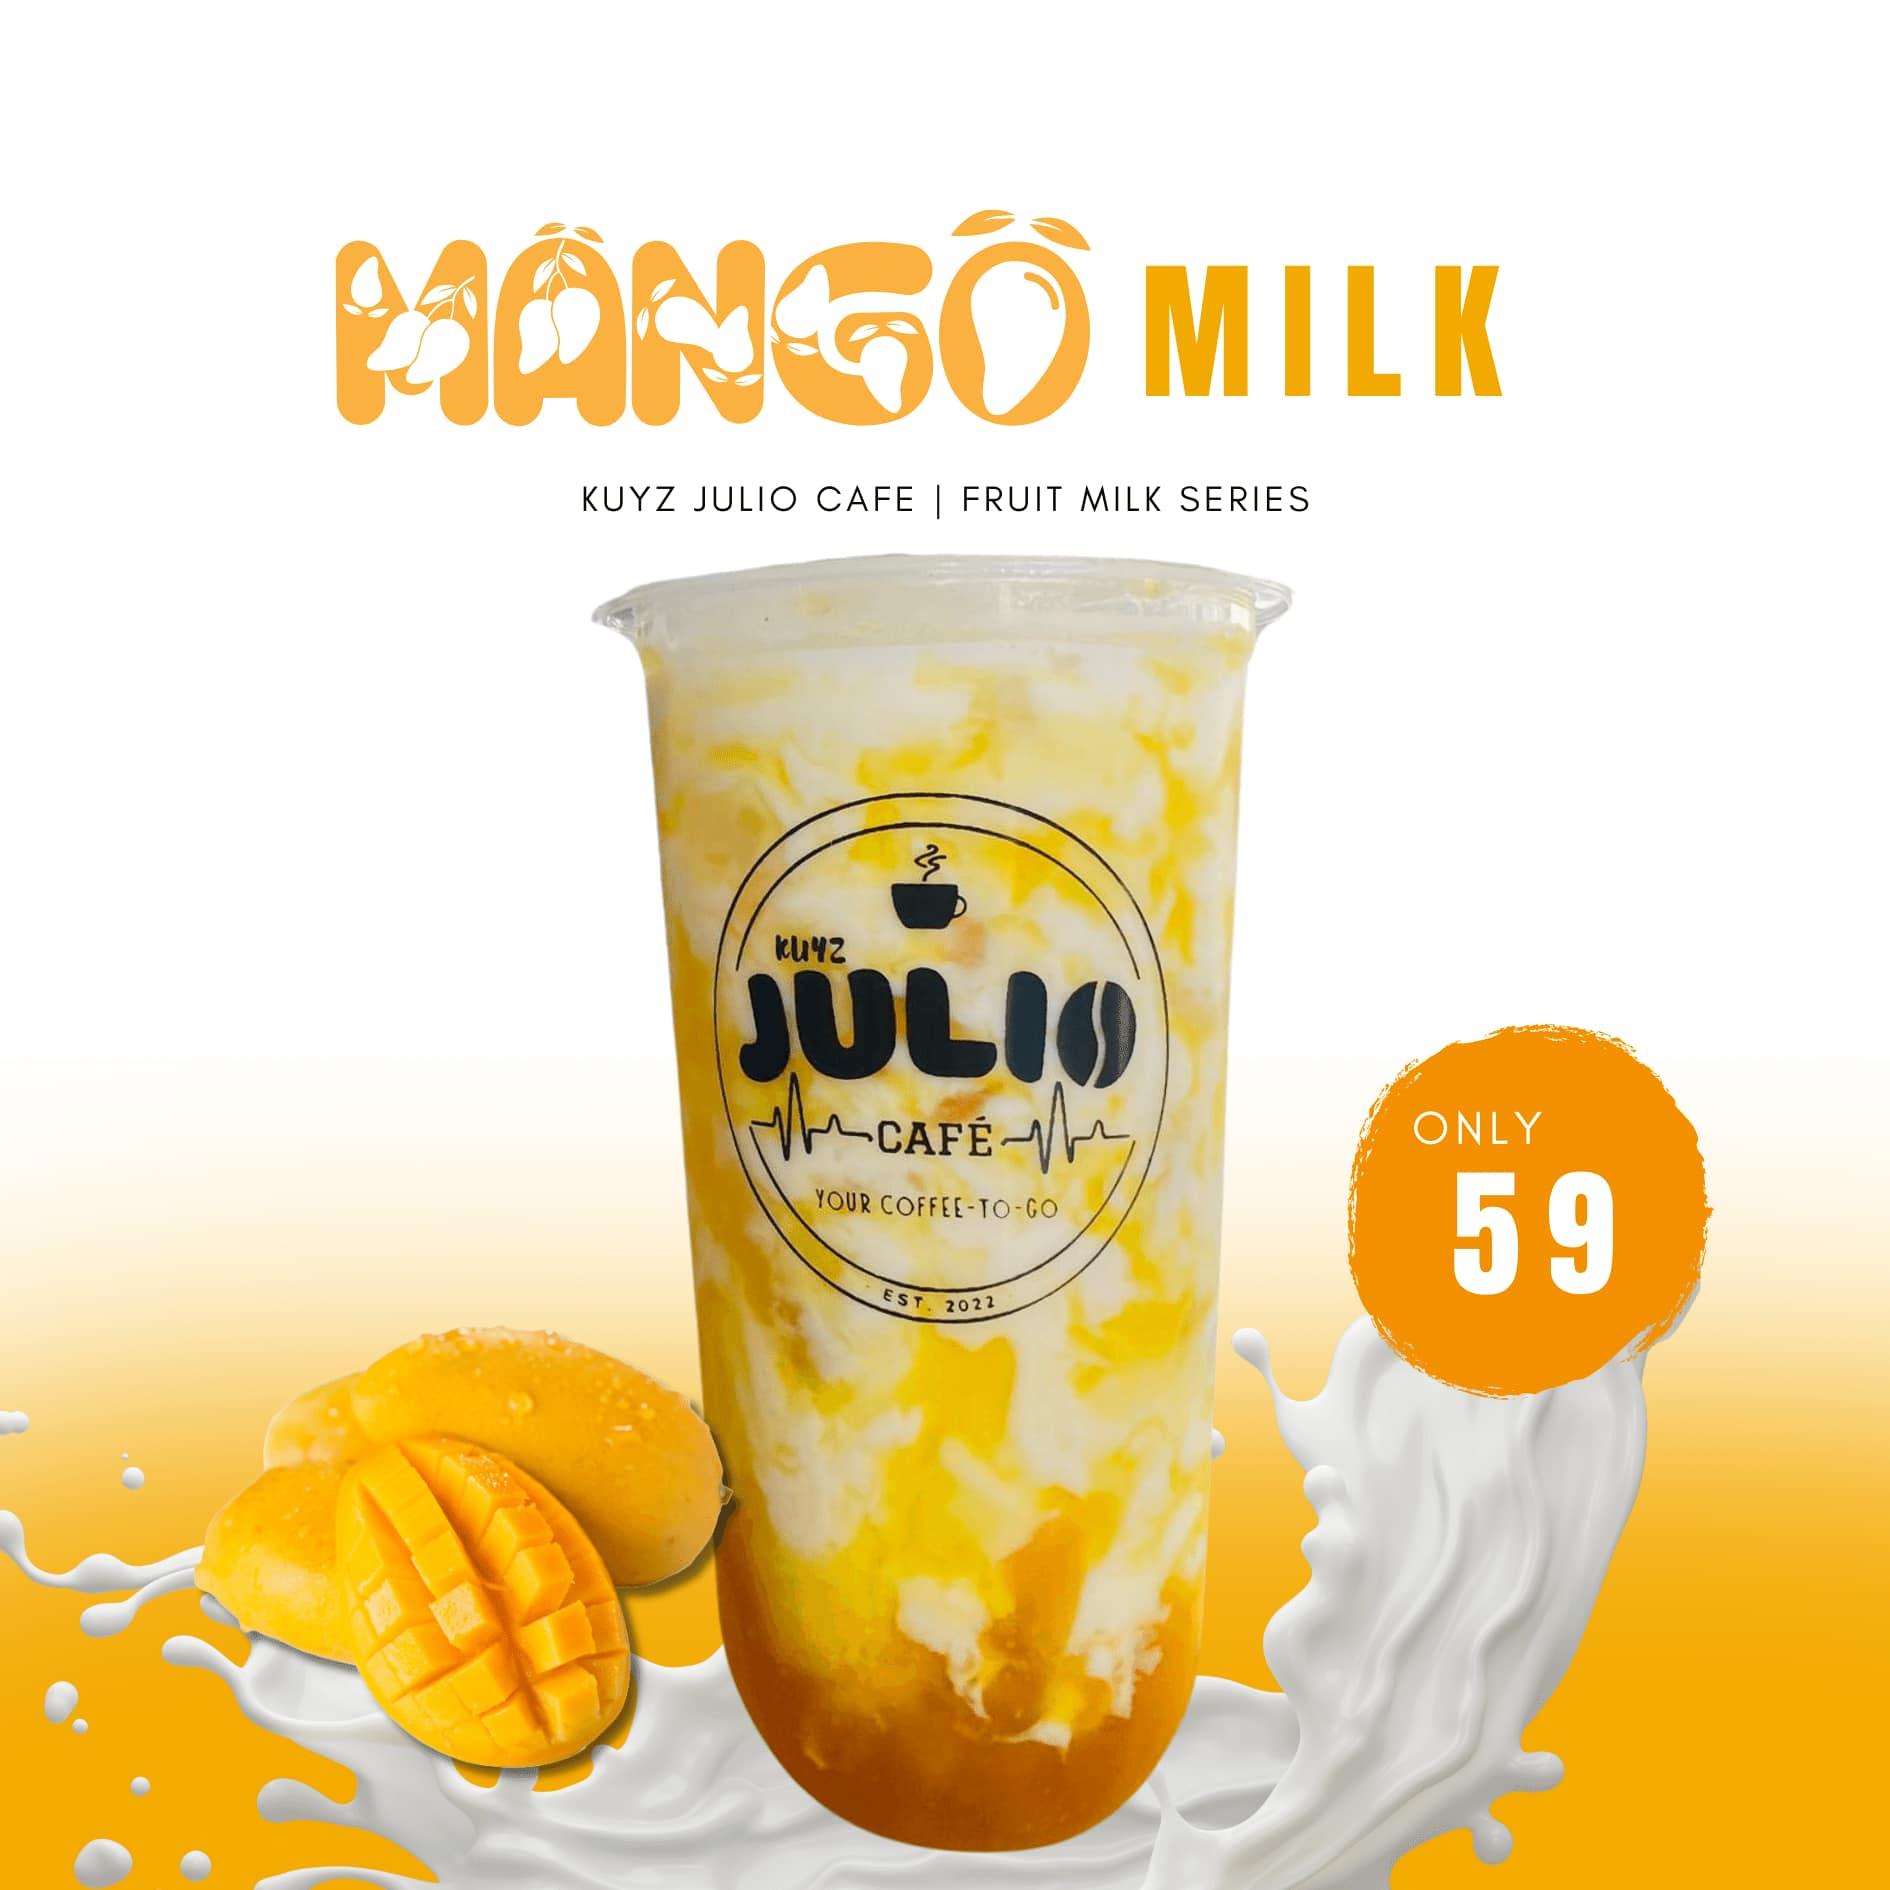 MANGO MILK
KUYZ JULIO CAFE | FRUIT MILK SERIES
KUYZ
JULIO
CAFÉ
YOUR COFFEE-TO-GO
EST. 2022
ONLY
59